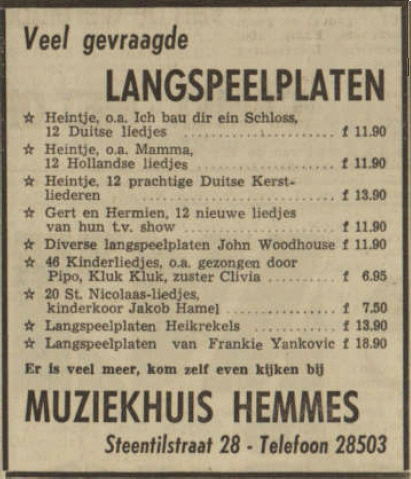 Veel gevraagde
LANGSPEELPLATEN
☆ Heintje, o.a. Ich bau dir ein Schloss,
12 Duitse liedjes .................... f 11.90
☆ Heintje, o.a. Mamma,
12 Hollandse liedjes .................... f 11.90
☆ Heintje, 12 prachtige Duitse Kerst-
liederen .................... f 13.90
☆ Gert en Hermien, 12 nieuwe liedjes
van hun t.v. show .................... f 11.90
☆ Diverse langspeelplaten John Woodhouse f 11.90
☆ 46 Kinderliedjes, o.a. gezongen door
Pipo, Kluk Kluk, zuster Clivia ......... f 6.95
☆ 20 St. Nicolaas-liedjes,
kinderkoor Jakob Hamel ............... f 7.50
☆ Langspeelplaten Heikrekels ............ f 13.90
☆ Langspeelplaten van Frankie Yankovic f 18.90
Er is veel meer, kom zelf even kijken bij
MUZIEKHUIS HEMMES
Steentilstraat 28 - Telefoon 28503